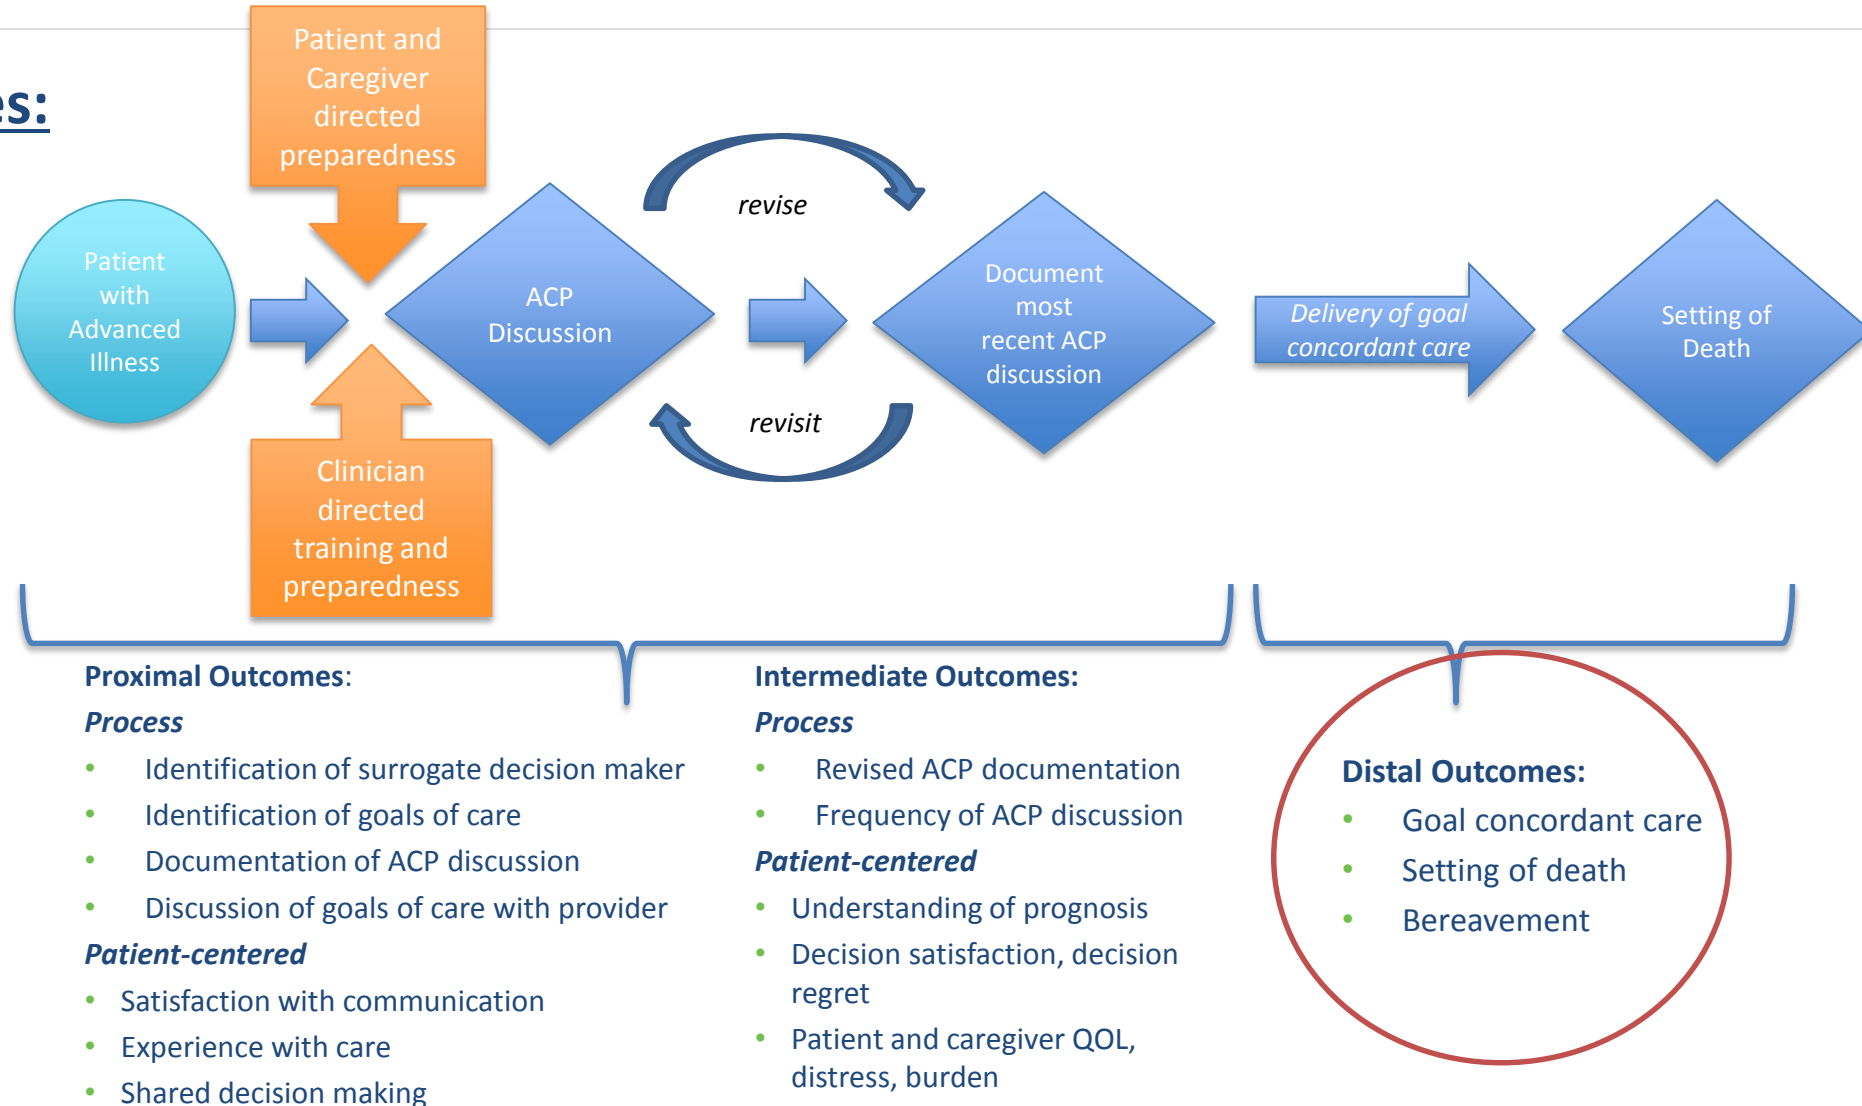 es:
Patient and
Caregiver
directed
preparedness
Patient
with
Advanced
Illness
Clinician
directed
training and
preparedness
ACP
Discussion
revise
revisit
Document
most
recent ACP
discussion
Delivery of goal
concordant care
Setting of
Death
Proximal Outcomes:
Process
• Identification of surrogate decision maker
• Identification of goals of care
• Documentation of ACP discussion
• Discussion of goals of care with provider
Patient-centered
• Satisfaction with communication
• Experience with care
• Shared decision making
Intermediate Outcomes:
Process
• Revised ACP documentation
• Frequency of ACP discussion
Patient-centered
• Understanding of prognosis
• Decision satisfaction, decision
regret
• Patient and caregiver QOL,
distress, burden
Distal Outcomes:
• Goal concordant care
• Setting of death
• Bereavement